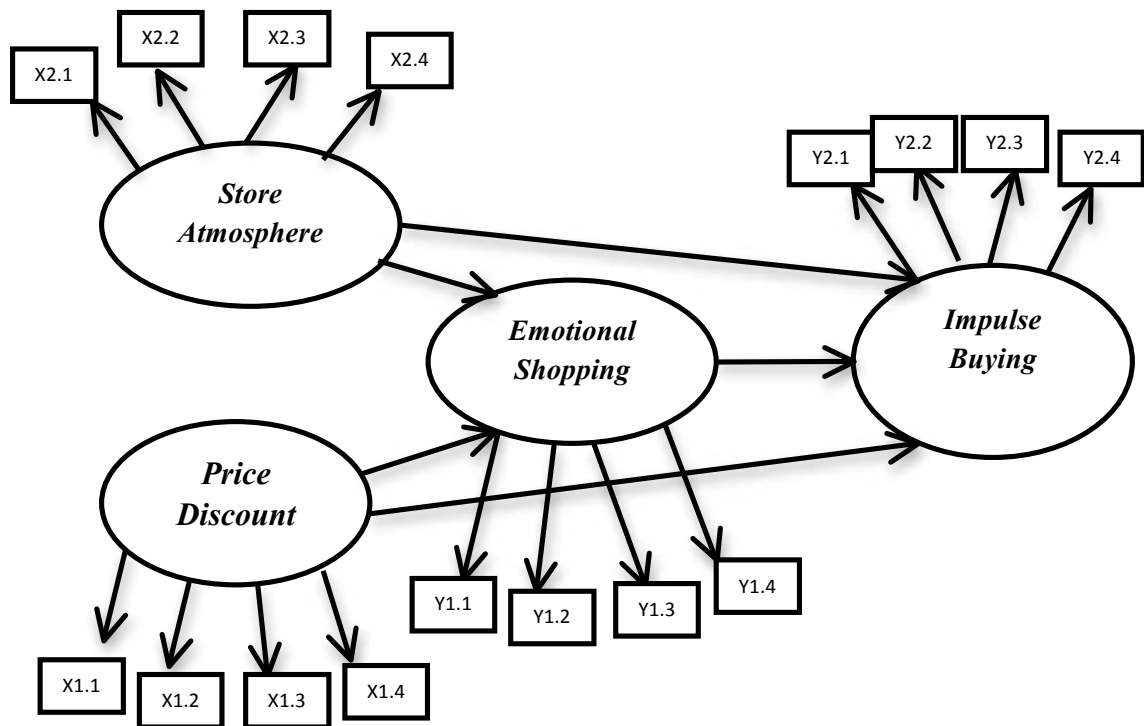 X2.1
X2.2
X2.3
X2.4
Store
Atmosphere
Y2.1
Y2.2
Y2.3
Y2.4
Emotional
Shopping
Impulse
Buying
Price
Discount
Y1.1
Y1.2
Y1.3
Y1.4
X1.1
X1.2
X1.3
X1.4